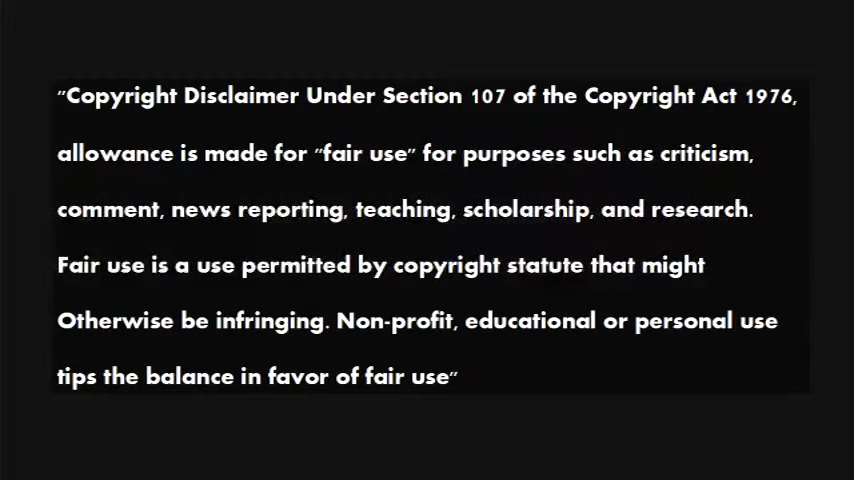 "Copyright Disclaimer Under Section 107 of the Copyright Act 1976,
allowance is made for "fair use" for purposes such as criticism,
comment, news reporting, teaching, scholarship, and research.
Fair use is a use permitted by copyright statute that might
Otherwise be infringing. Non-profit, educational or personal use
tips the balance in favor of fair use"